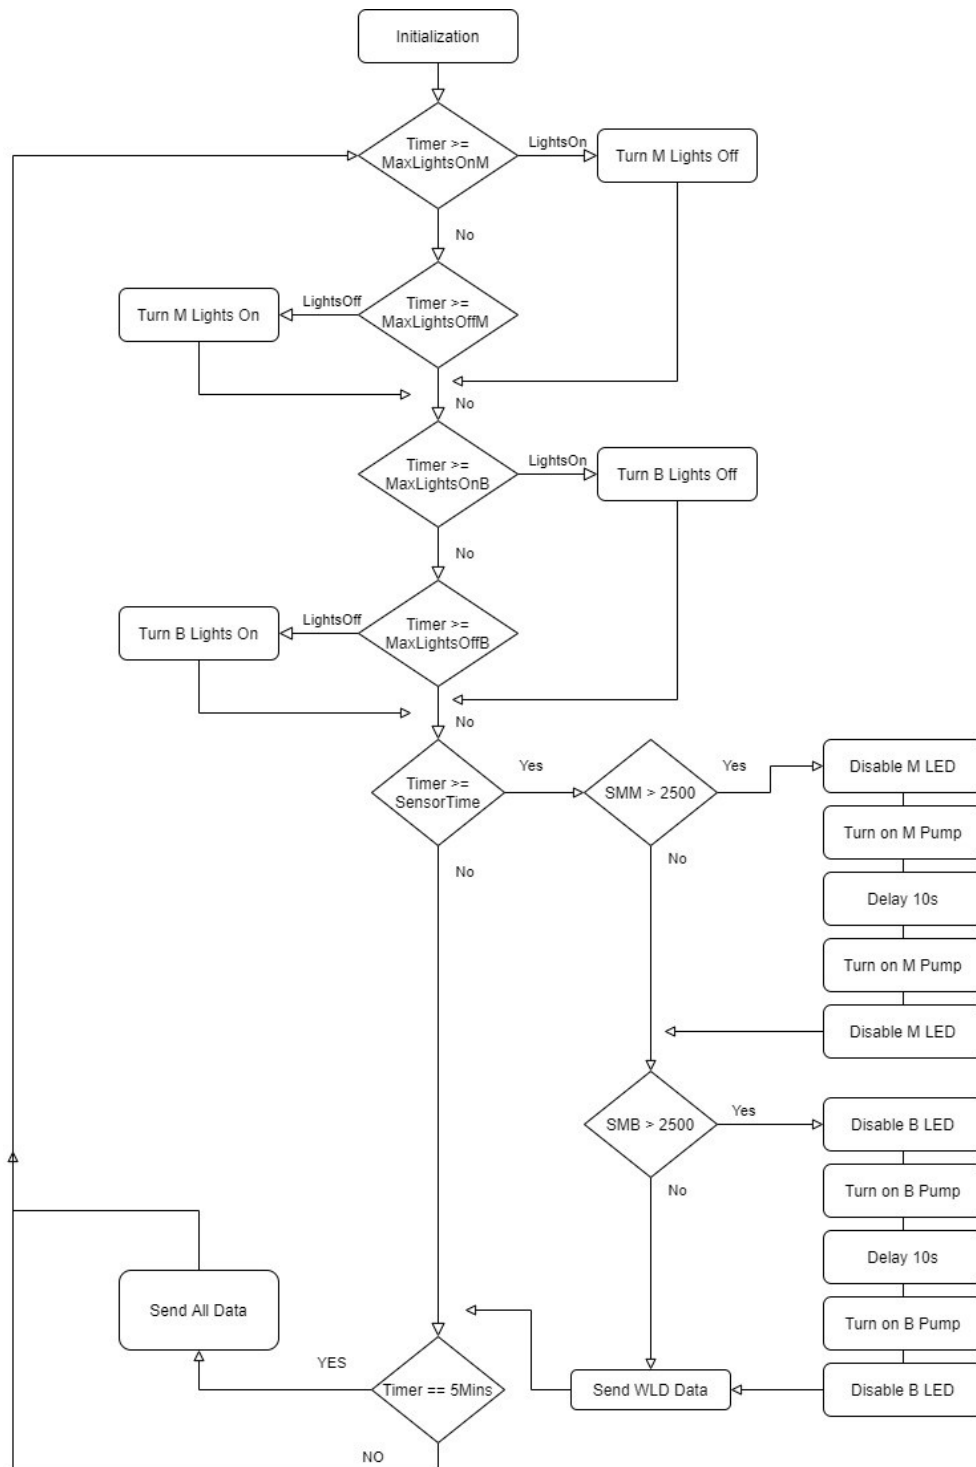 Initialization
Timer >=
MaxLightsOnM
LightsOn
Turn M Lights Off
No
Turn M Lights On
LightsOff
Timer >=
MaxLightsOffM
No
Timer >=
MaxLightsOnB
LightsOn
Turn B Lights Off
No
Turn B Lights On
LightsOff
Timer >=
MaxLightsOffB
No
Timer >=
SensorTime
Yes
SMM > 2500
Yes
Disable M LED
Turn on M Pump
No
No
Delay 10s
Turn on M Pump
Disable M LED
SMB > 2500
Yes
Disable B LED
No
Turn on B Pump
Delay 10s
Send All Data
Turn on B Pump
YES
Timer == 5Mins
Send WLD Data
Disable B LED
NO